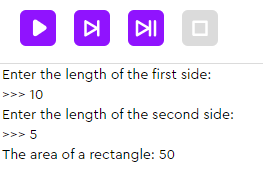 Enter the length of the first side:
>>> 10
Enter the length of the second side:
>>> 5
The area of a rectangle: 50